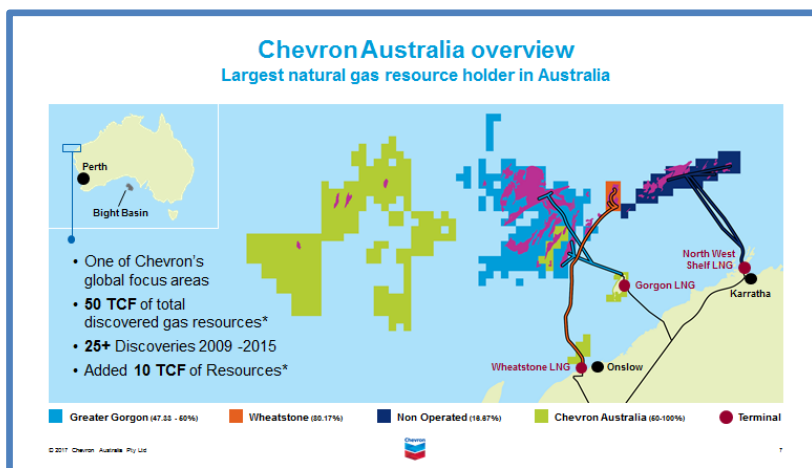 Chevron Australia overview
Largest natural gas resource holder in Australia
Perth
Bight Basin
• One of Chevron's
global focus areas
• 50 TCF of total
discovered gas resources*
• 25+ Discoveries 2009 -2015
• Added 10 TCF of Resources*
North West
Shelf LNG
Gorgon LNG
Karratha
Wheatstone LNG
Onslow
Greater Gorgon (47.33 - 50%)
Wheatstone (80.17%)
Non Operated (16.67%)
Chevron Australia (50-100%)
Terminal
© 2017 Chevron Australia Pty Ltd
Chevron
7